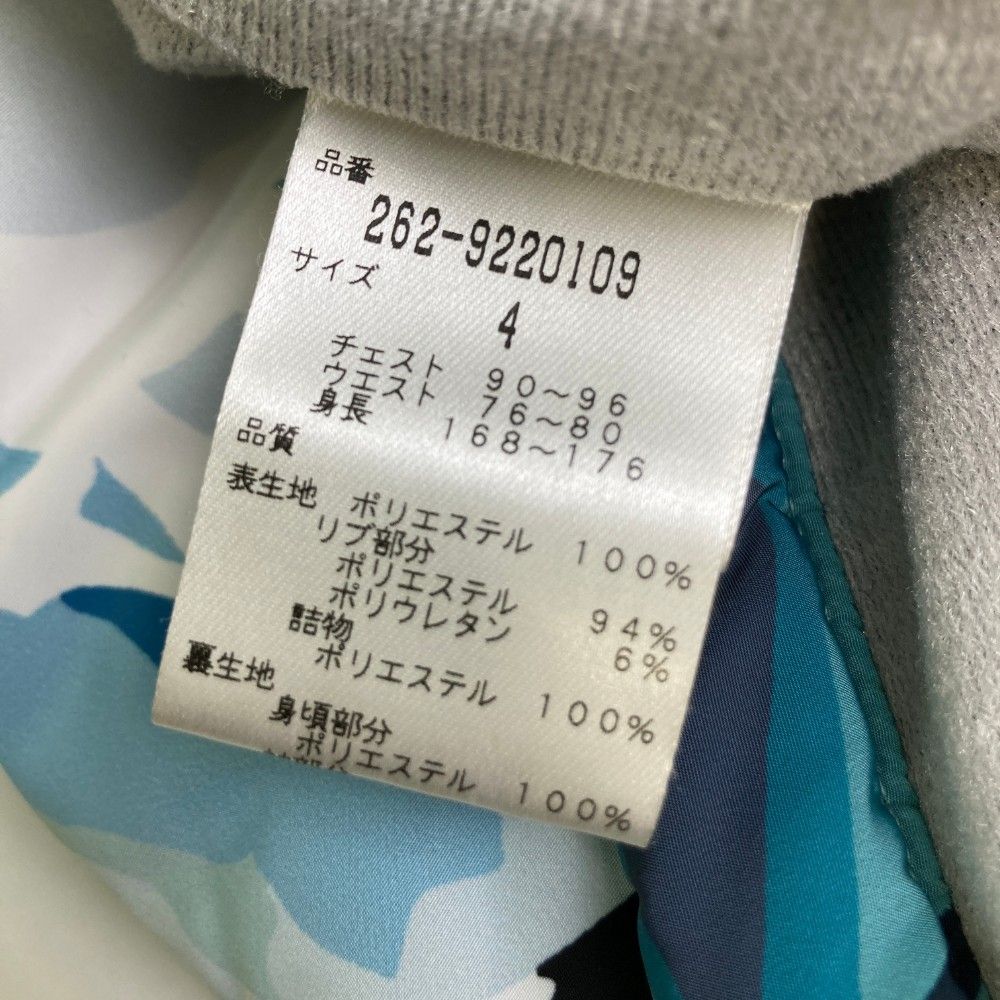 品番
262-9220109
サイズ
4
チェスト 90～96
ウエスト 76～80
身長 168～176
品質
表生地 ポリエステル 100%
リブ部分
ポリエステル 94%
ポリウレタン 6%
詰物
ポリエステル 100%
裏生地
身頃部分
ポリエステル 100%
部分